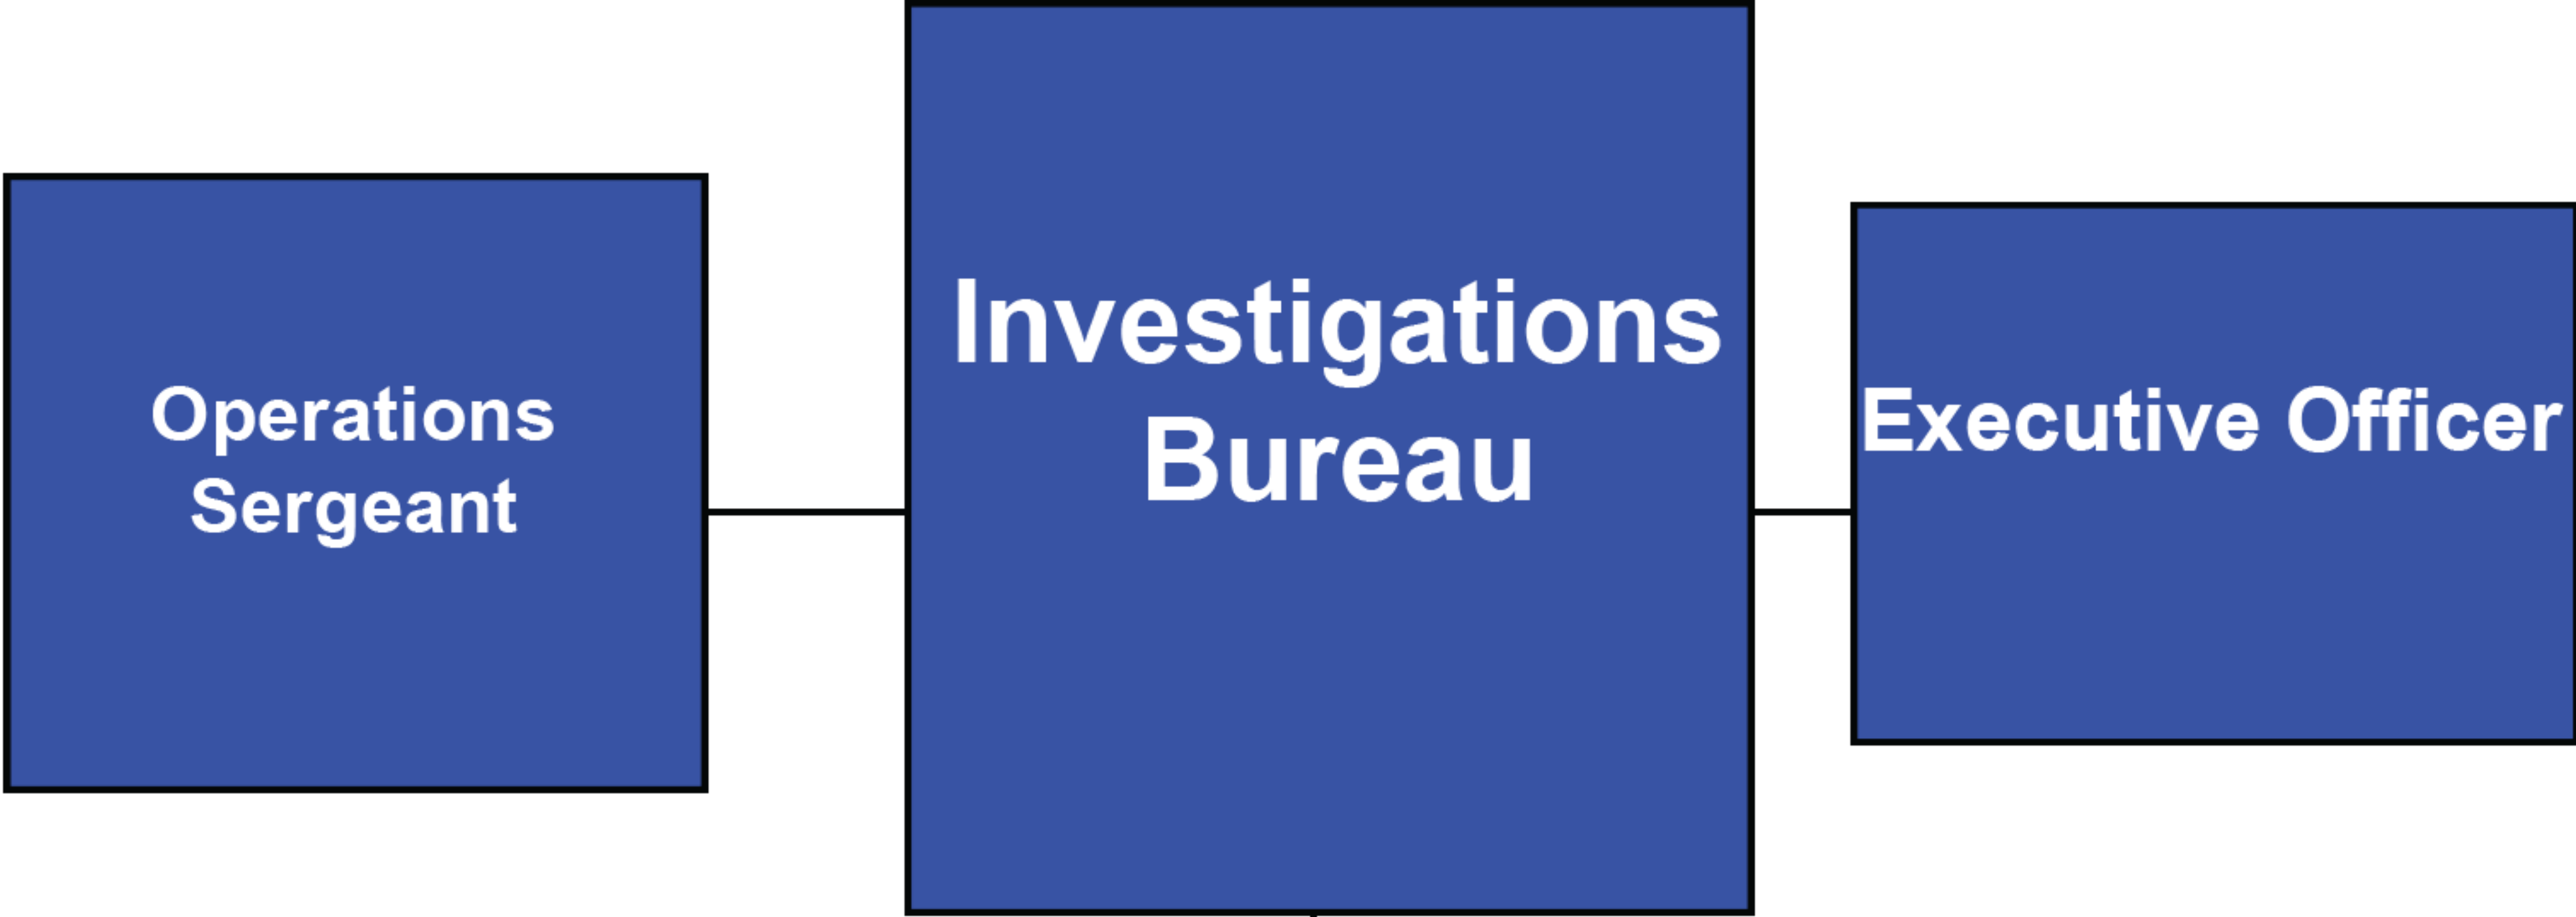 Operations
Sergeant
Investigations
Bureau
Executive Officer